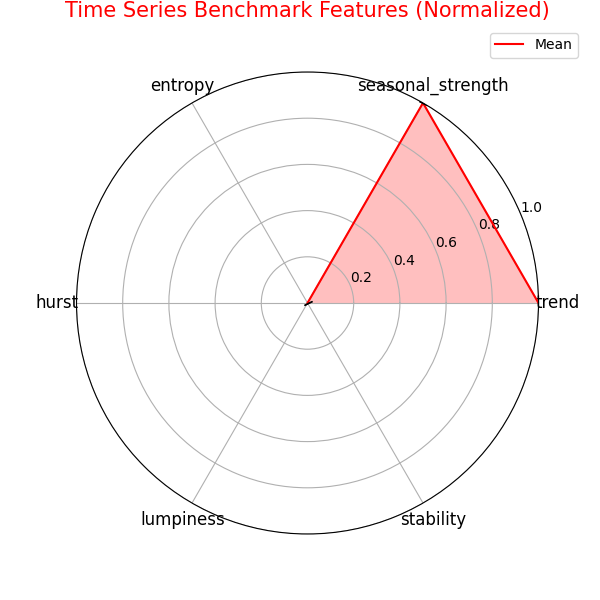 Time Series Benchmark Features (Normalized)
Mean
entropy
seasonal_strength
1.0
0.8
0.6
0.4
0.2
hurst
trend
lumpiness
stability